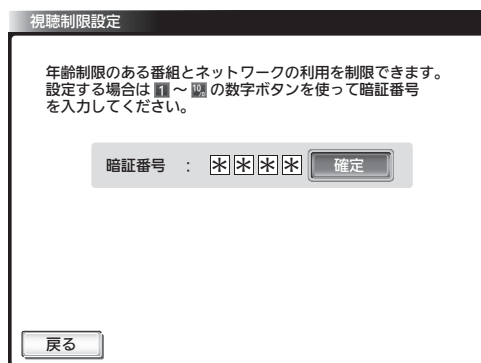 視聴制限設定
年齢制限のある番組とネットワークの利用を制限できます。
設定する場合は 1 ～ 10 の数字ボタンを使って暗証番号
を入力してください。
暗証番号 : ＊＊＊＊ 確定
戻る